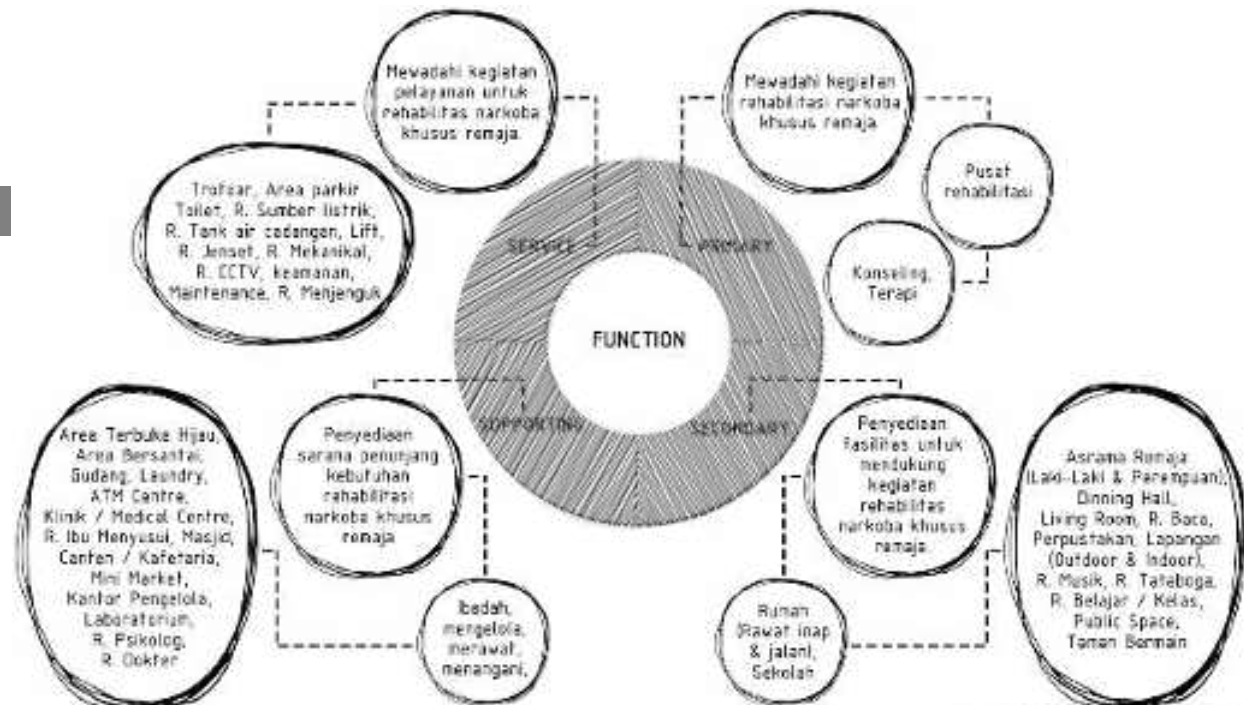 Mewadahi kegiatan
pelayanan untuk
rehabilitas narkoba
khusus remaja.
Mewadahi kegiatan
rehabilitasi narkoba
khusus remaja.
Pusat
rehabilitasi
Konseling,
Terapi
Trofsar, Area parkir
Toilet, R. Sumber listrik,
R. Tank air cadangan, Lift,
R. Jenset, R. Mekanikal,
R. CCTV, keamanan,
Maintenance, R. Menjenguk
SERVICE
PRIMARY
FUNCTION
SUPPORTING
SECONDARY
Area Terbuka Hijau,
Area Bersantai,
Gudang, Laundry,
ATM Centre,
Klinik / Medical Centre,
R. Ibu Menyusui, Masjid,
Canten / Kafetaria,
Mini Market,
Kantor Pengelola,
Laboratorium,
R. Psikolog,
R. Dokter
Penyediaan
sarana penunjang
kebutuhan
rehabilitasi
narkoba khusus
remaja
Ibadah,
mengelola,
merawat,
menangani,
Penyediaan
fasilitas untuk
mendukung
kegiatan
rehabilitas
narkoba khusus
remaja.
Rumah
(Rawat inap
& jalan),
Sekolah
Asrama Remaja
(Laki-Laki & Perempuan),
Dinning Hall,
Living Room, R. Baca,
Perpustakan, Lapangan
(Outdoor & Indoor),
R. Musik, R. Tataboga,
R. Belajar / Kelas,
Public Space,
Taman Bermain